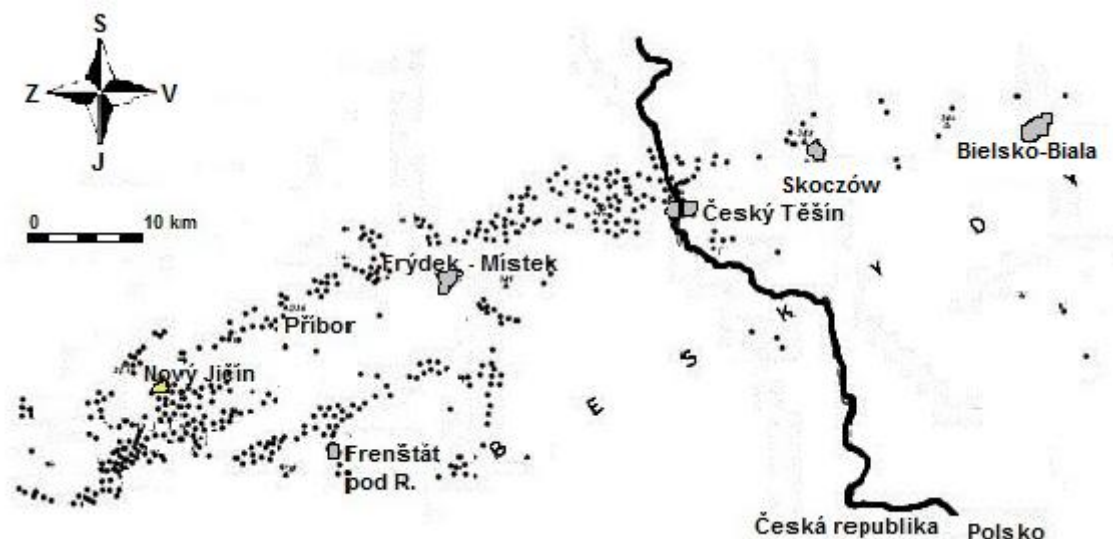 S
Z
V
J
0
10 km
Bielsko-Biala
Skoczów
Český Těšín
Frýdek - Místek
Příbor
Nový Jičín
Frenštát
pod R.
B E S K Y D Y
Česká republika
Polsko